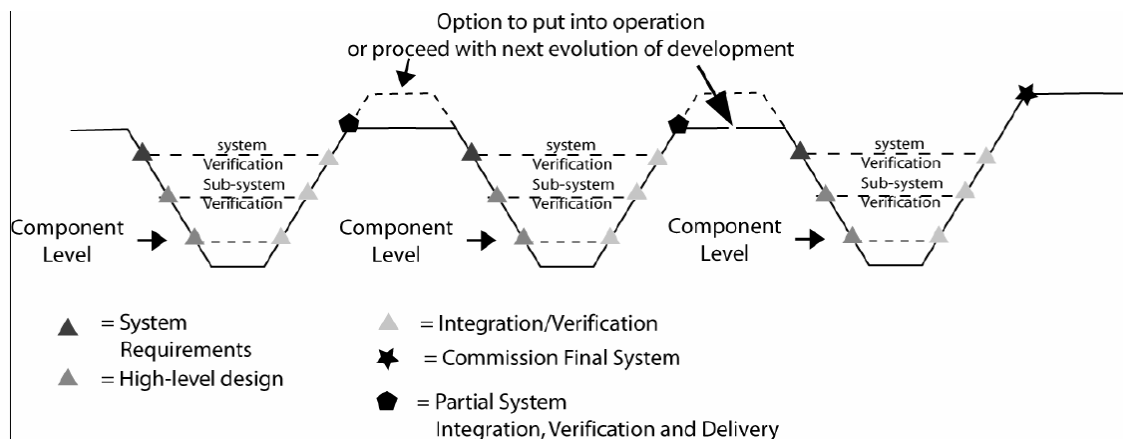 Option to put into operation
or proceed with next evolution of development
system
Verification
Sub-system
Verification
Component
Level
system
Verification
Sub-system
Verification
Component
Level
system
Verification
Sub-system
Verification
Component
Level
= System
Requirements
= High-level design
= Integration/Verification
= Commission Final System
= Partial System
Integration, Verification and Delivery